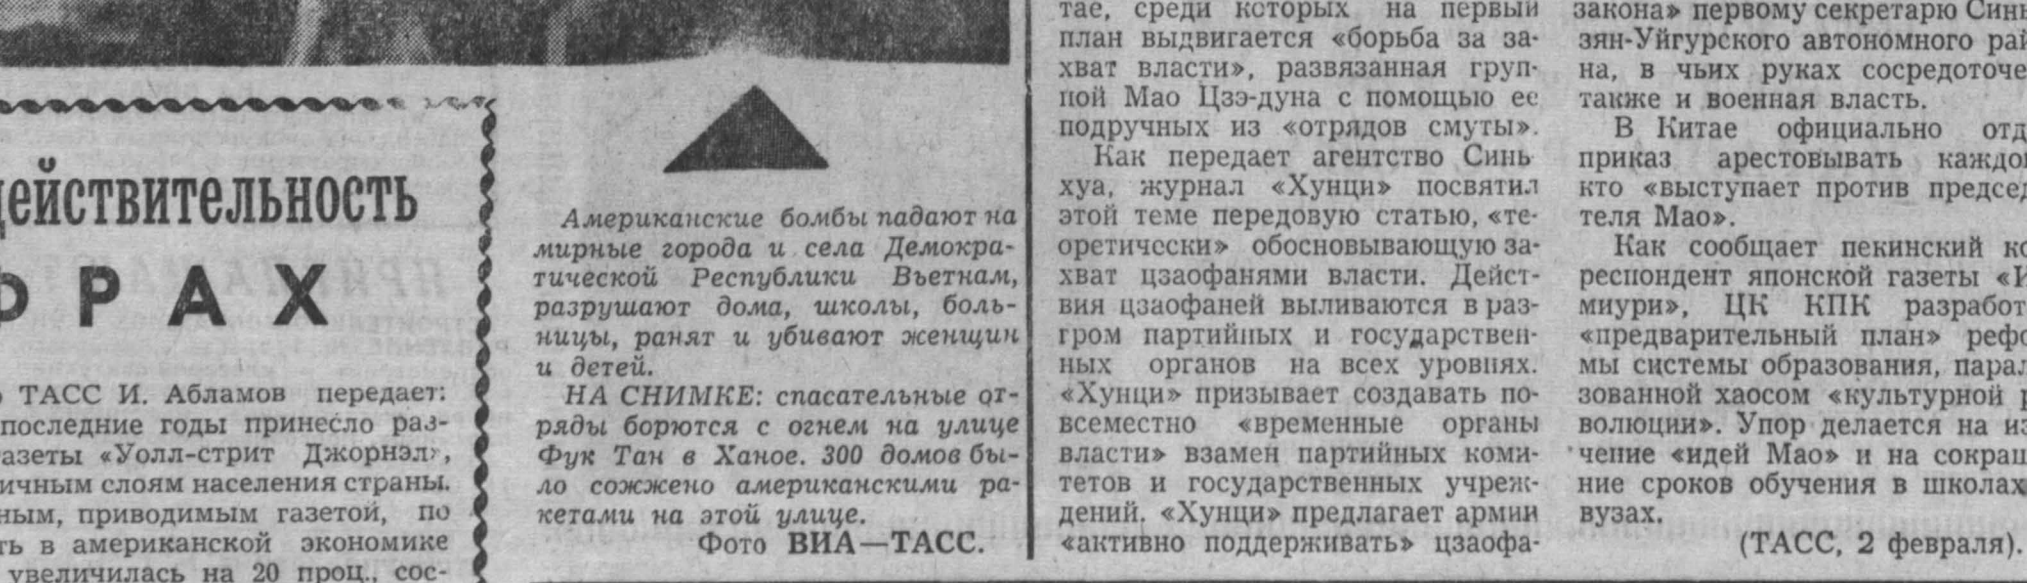 действительность
ФРАХ
ТАСС И. Абламов передает:
последние годы принесло раз-
газеты «Уолл-стрит Джорнэл»,
ичным слоям населения страны.
ным, приводимым газетой, по
ть в американской экономике
увеличилась на 20 проц., сос-
Американские бомбы падают на
мирные города и села Демокра-
тической Республики Вьетнам,
разрушают дома, школы, боль-
ницы, ранят и убивают женщин
и детей.
НА СНИМКЕ: спасательные от-
ряды борются с огнем на улице
Фук Тан в Ханое. 300 домов бы-
ло сожжено американскими ра-
кетами на этой улице.
Фото ВИА—ТАСС.
тае, среди которых на первый
план выдвигается «борьба за за-
хват власти», развязанная груп-
пой Мао Цзэ-дуна с помощью ее
подручных из «отрядов смуты».
Как передает агентство Синь
хуа, журнал «Хунци» посвятил
этой теме передовую статью, «те-
оретически» обосновывающую за-
хват цзаофанями власти. Дейст-
вия цзаофаней выливаются в раз-
гром партийных и государствен-
ных органов на всех уровнях.
«Хунци» призывает создавать по-
всеместно «временные органы
власти» взамен партийных коми-
тетов и государственных учреж-
дений. «Хунци» предлагает армии
«активно поддерживать» цзаофа-
закона» первому секретарю Синь
зян-Уйгурского автономного рай
на, в чьих руках сосредоточе
также и военная власть.
В Китае официально отд
приказ арестовывать каждо
кто «выступает против председ
теля Мао».
Как сообщает пекинский ко
респондент японской газеты «И
миури», ЦК КПК разработ
«предварительный план» рефо
мы системы образования, парал
зованной хаосом «культурной р
волюции». Упор делается на из
чение «идей Мао» и на сокращ
ние сроков обучения в школах
вузах.
(ТАСС, 2 февраля).